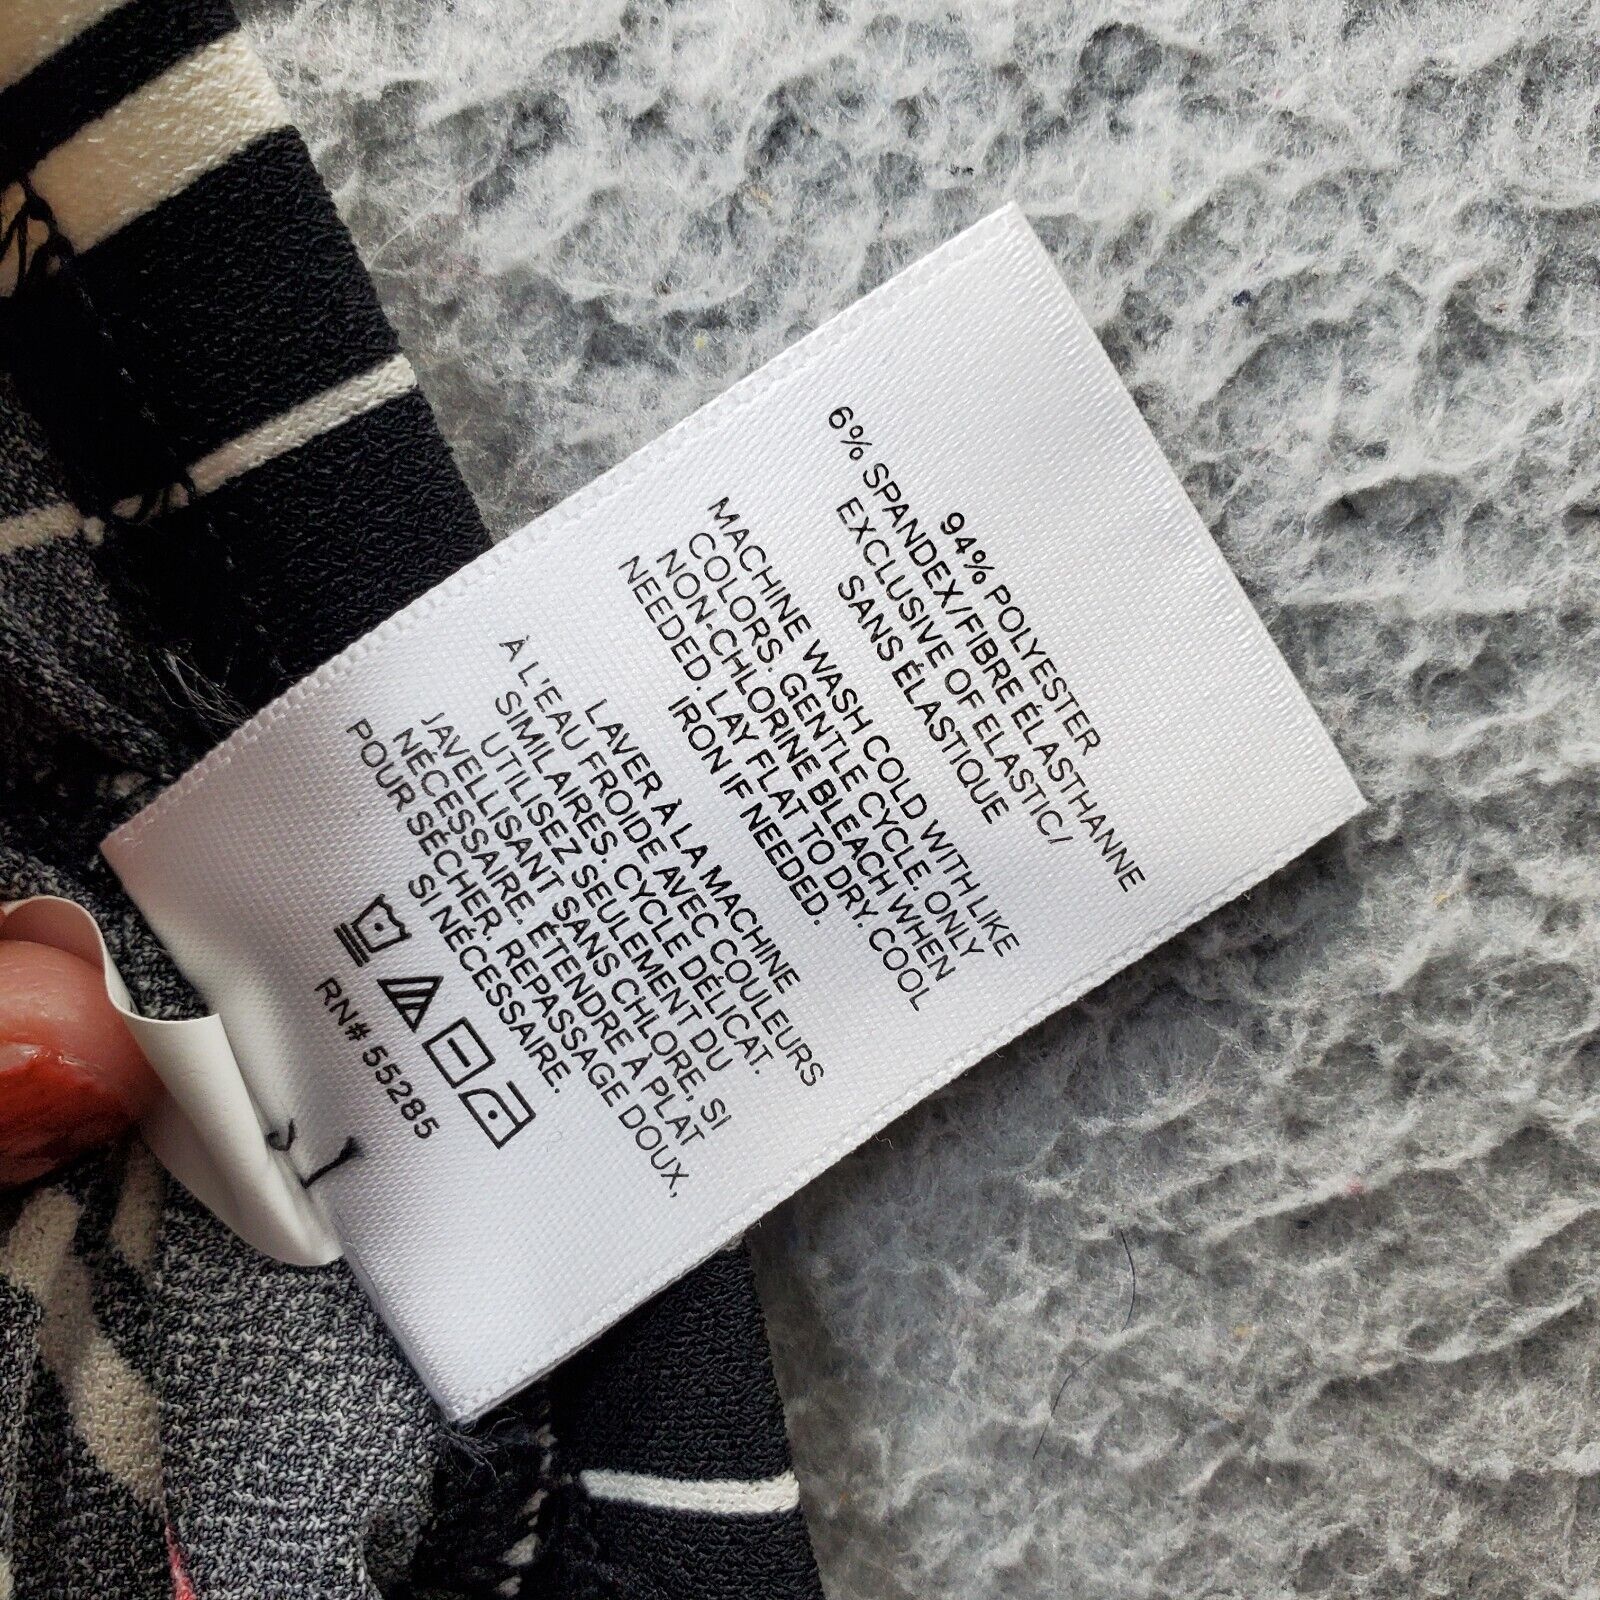 94% POLYESTER
6% SPANDEX/FIBRE ÉLASTHANNE
EXCLUSIVE OF ELASTIC/
SANS ÉLASTIQUE
MACHINE WASH COLD WITH LIKE
COLORS. GENTLE CYCLE. ONLY
NON-CHLORINE BLEACH WHEN
NEEDED. LAY FLAT TO DRY. COOL
IRON IF NEEDED.
LAVER À LA MACHINE
À L'EAU FROIDE AVEC COULEURS
SIMILAIRES. CYCLE DÉLICAT.
UTILISEZ SEULEMENT DU
JAVELLISANT SANS CHLORE, SI
NÉCESSAIRE. ÉTENDRE À PLAT
POUR SÉCHER. REPASSAGE DOUX,
SI NÉCESSAIRE.
RN# 55285